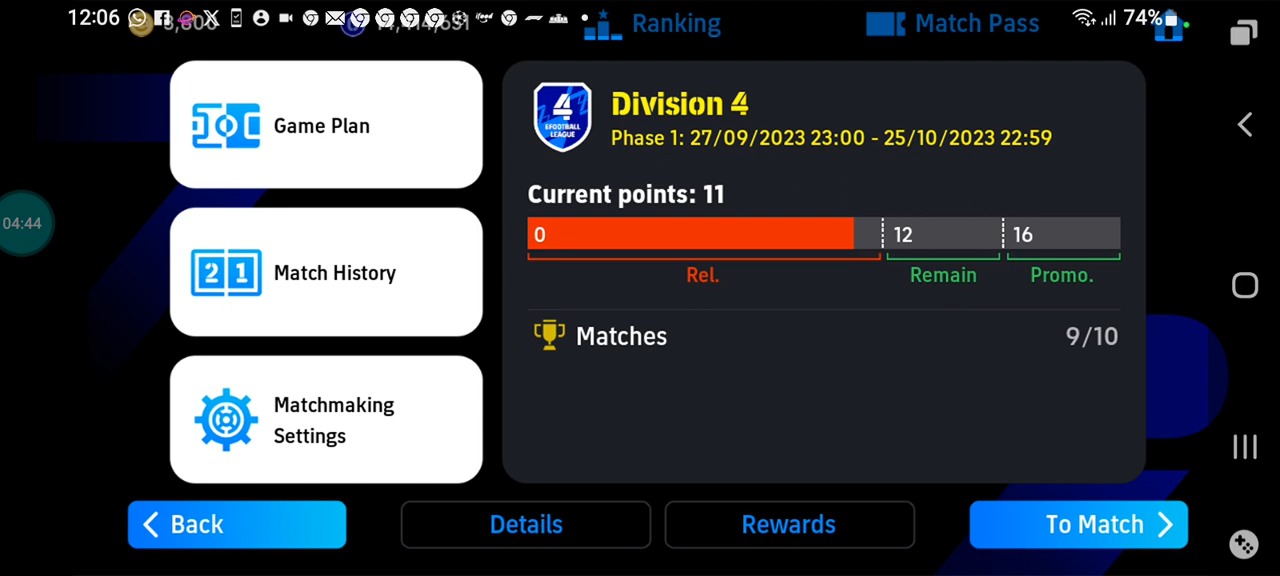 12:06
74%
Ranking
Match Pass
Game Plan
4
EFOOTBALL
LEAGUE
Division 4
Phase 1: 27/09/2023 23:00 - 25/10/2023 22:59
Current points: 11
0
12
16
Rel.
Remain
Promo.
04:44
2 1
Match History
Matches
9/10
Matchmaking
Settings
Back
Details
Rewards
To Match